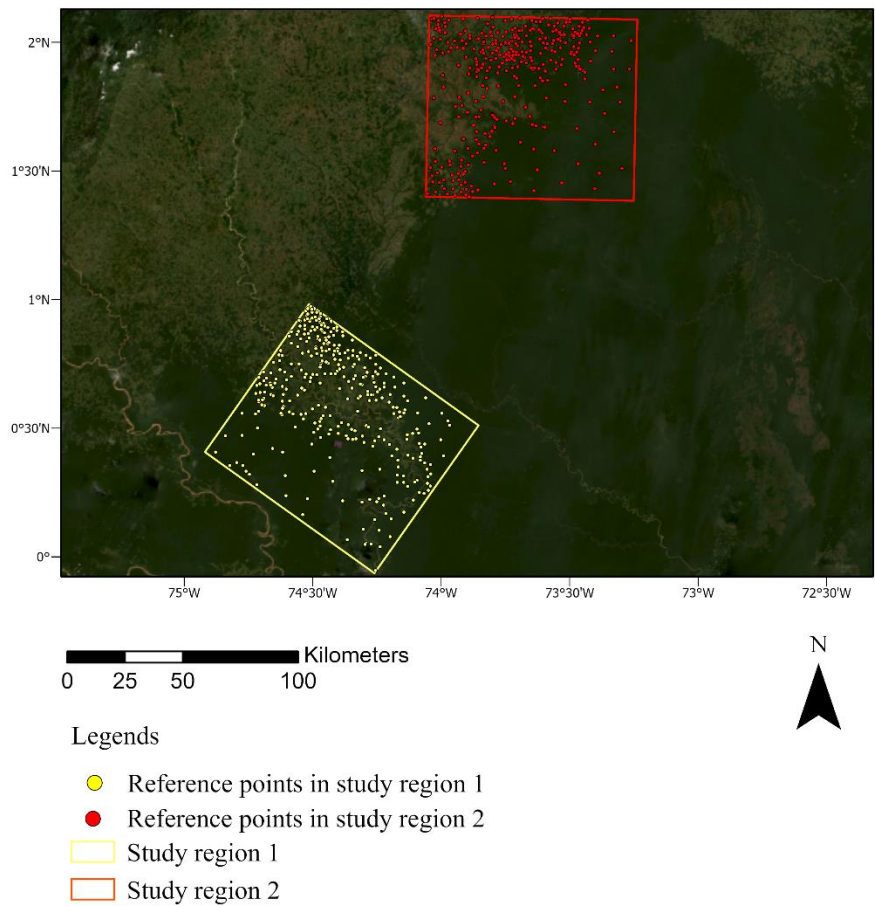 2°N
1°30'N
1°N
0°30'N
0°
75°W
74°30'W
74°W
73°30'W
73°W
72°30'W
Kilometers
0 25 50 100
N
Legends
Reference points in study region 1
Reference points in study region 2
Study region 1
Study region 2